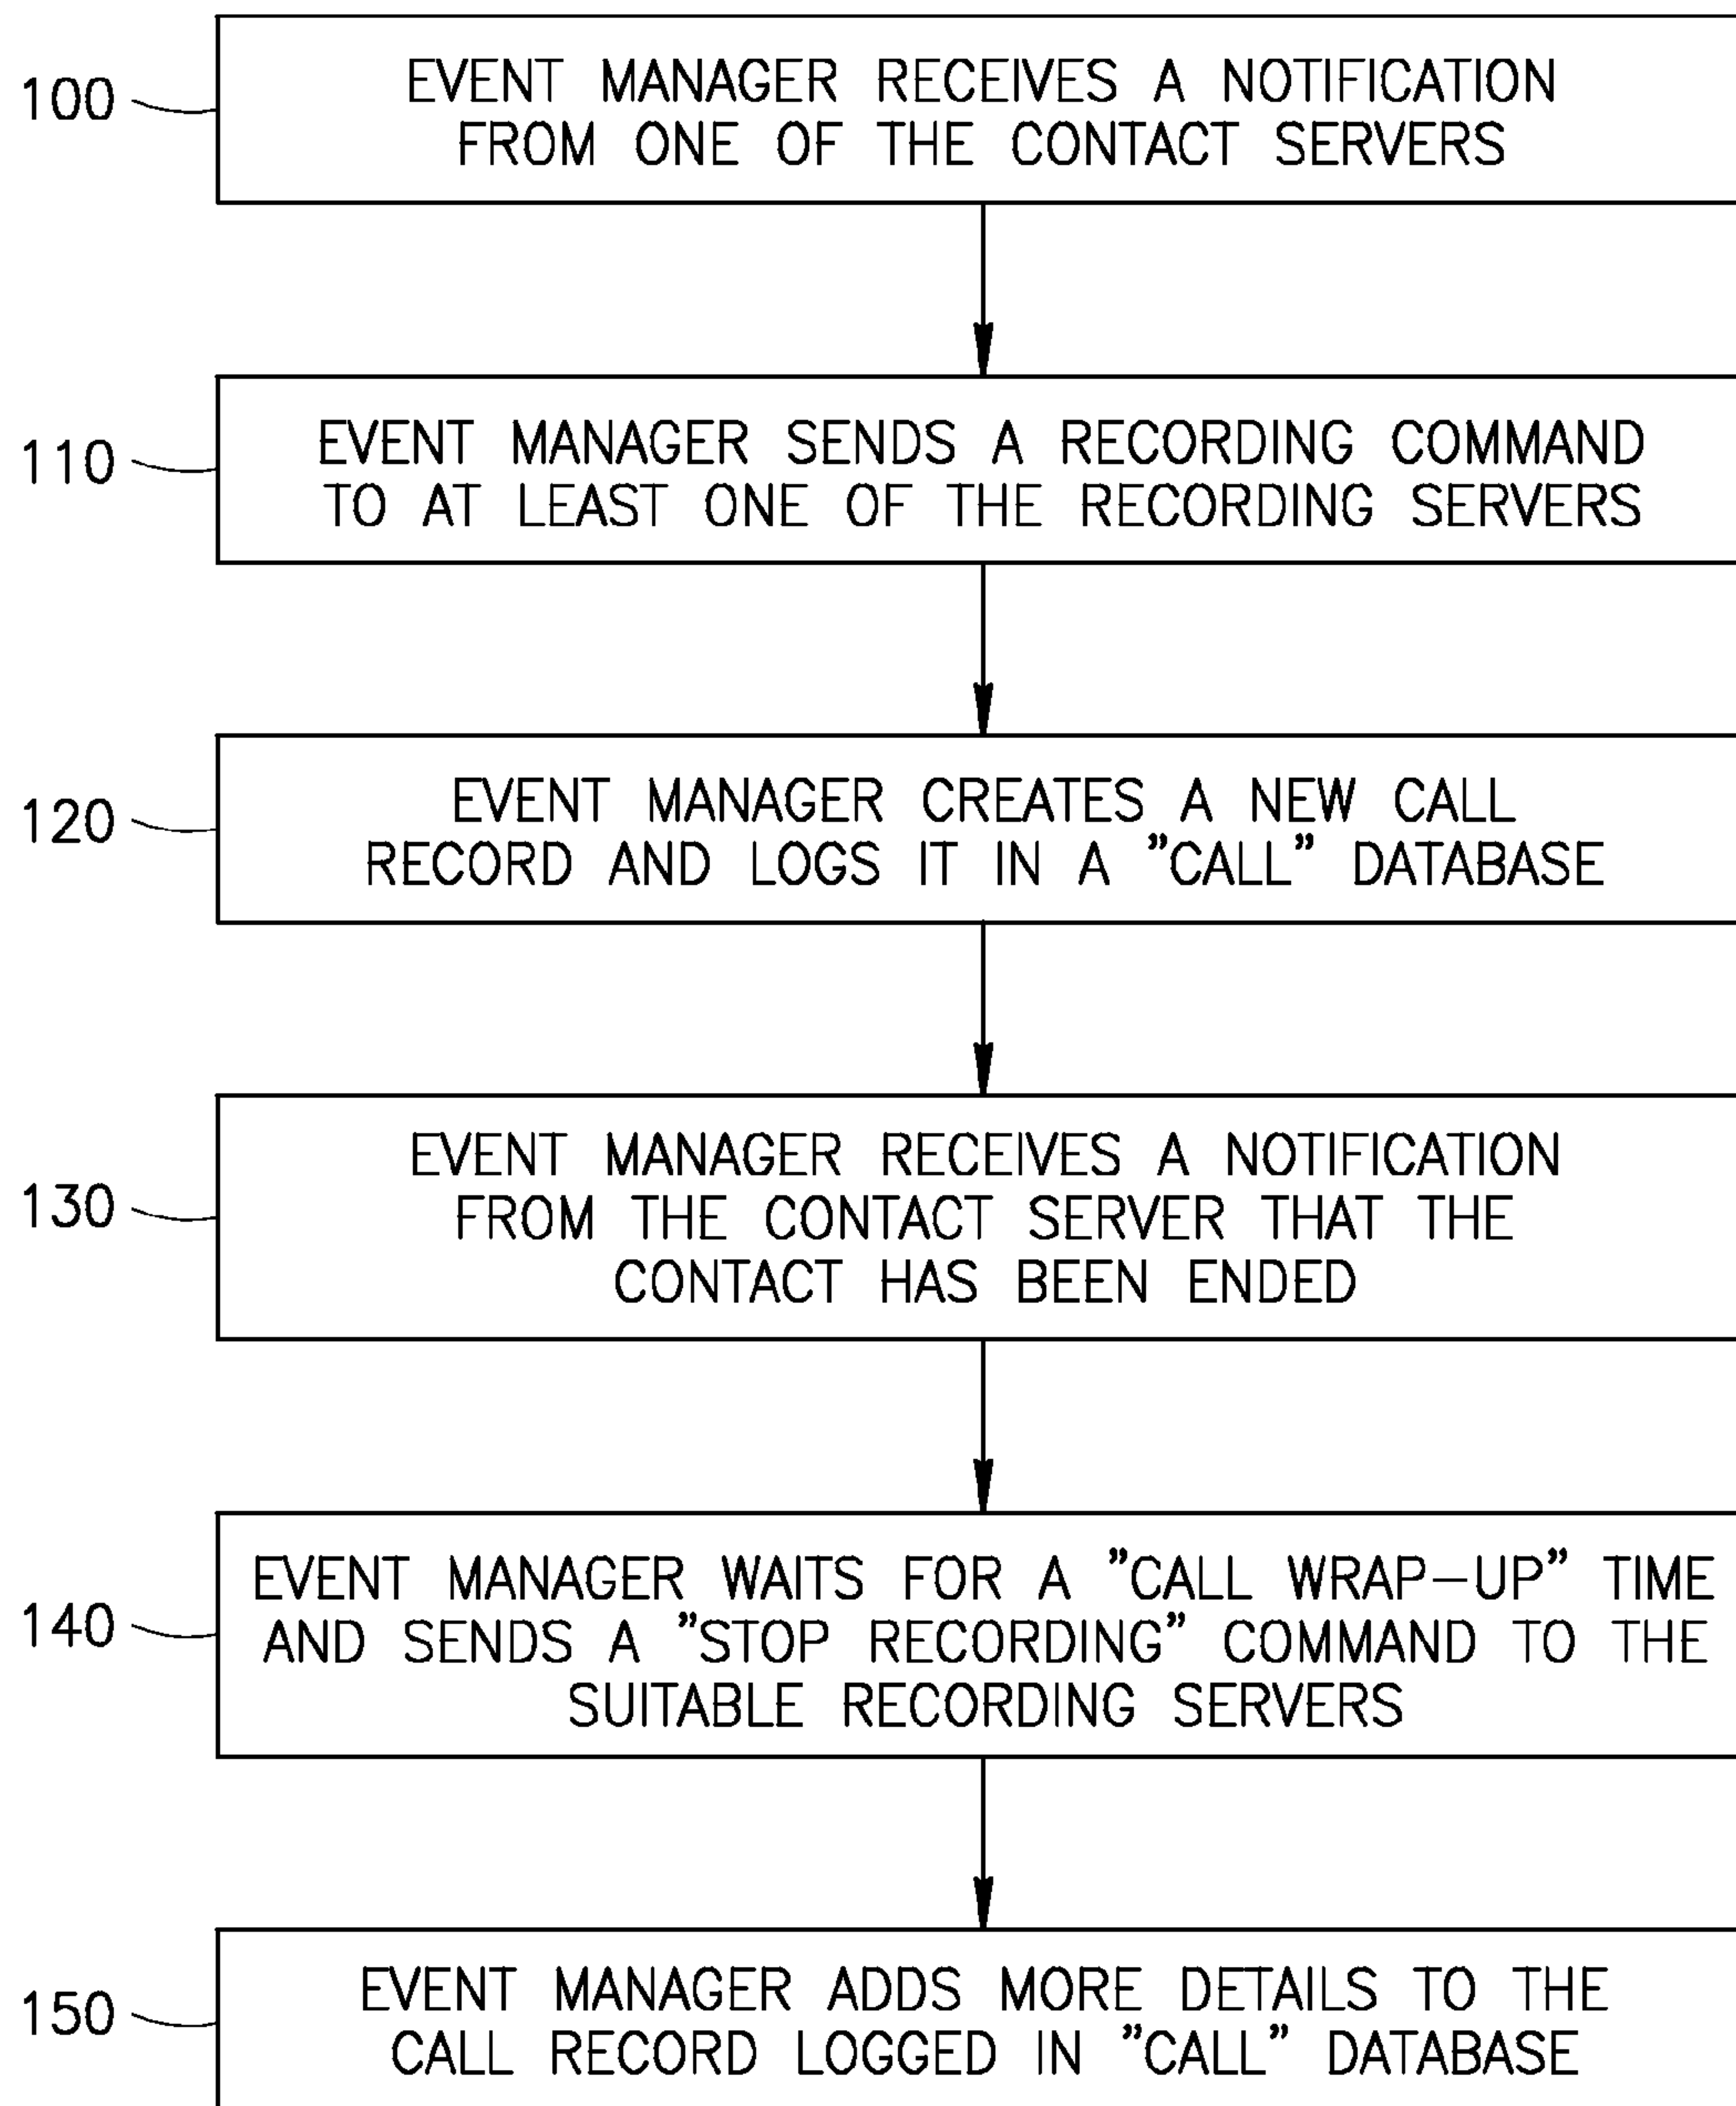 100
EVENT MANAGER RECEIVES A NOTIFICATION
FROM ONE OF THE CONTACT SERVERS
110
EVENT MANAGER SENDS A RECORDING COMMAND
TO AT LEAST ONE OF THE RECORDING SERVERS
120
EVENT MANAGER CREATES A NEW CALL
RECORD AND LOGS IT IN A ”CALL” DATABASE
130
EVENT MANAGER RECEIVES A NOTIFICATION
FROM THE CONTACT SERVER THAT THE
CONTACT HAS BEEN ENDED
140
EVENT MANAGER WAITS FOR A ”CALL WRAP-UP” TIME
AND SENDS A ”STOP RECORDING” COMMAND TO THE
SUITABLE RECORDING SERVERS
150
EVENT MANAGER ADDS MORE DETAILS TO THE
CALL RECORD LOGGED IN ”CALL” DATABASE